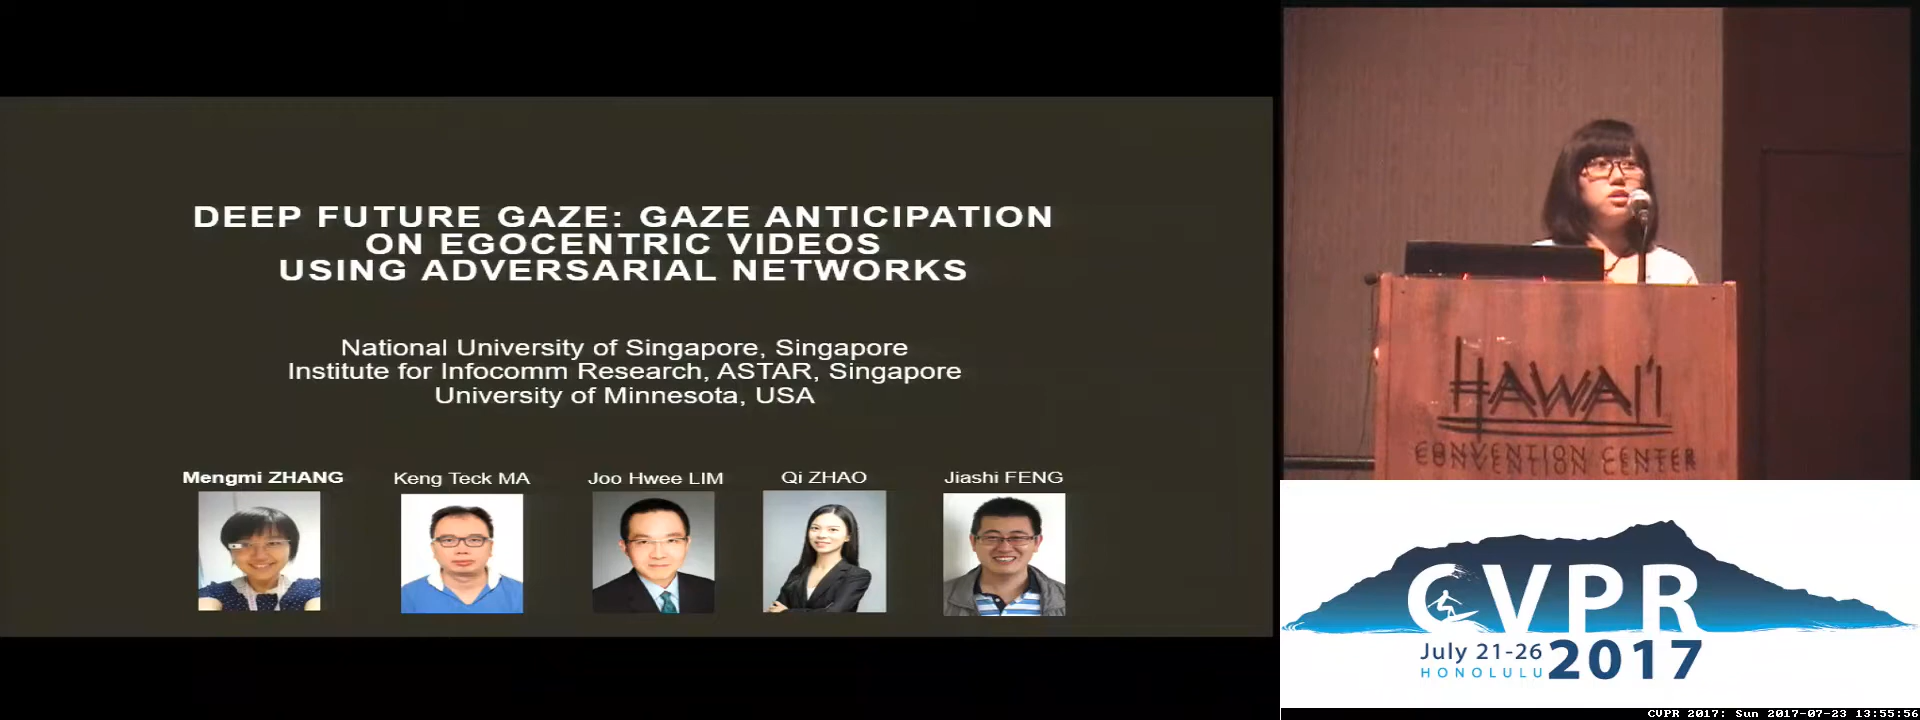 DEEP FUTURE GAZE: GAZE ANTICIPATION
ON EGOCENTRIC VIDEOS
USING ADVERSARIAL NETWORKS
National University of Singapore, Singapore
Institute for Infocomm Research, ASTAR, Singapore
University of Minnesota, USA
Mengmi ZHANG
Keng Teck MA
Joo Hwee LIM
Qi ZHAO
Jiashi FENG
HAWAI'I
CONVENTION CENTER
CVPR
July 21-26
HONOLULU
2017
CVPR 2017: Sun 2017-07-23 13:55:56